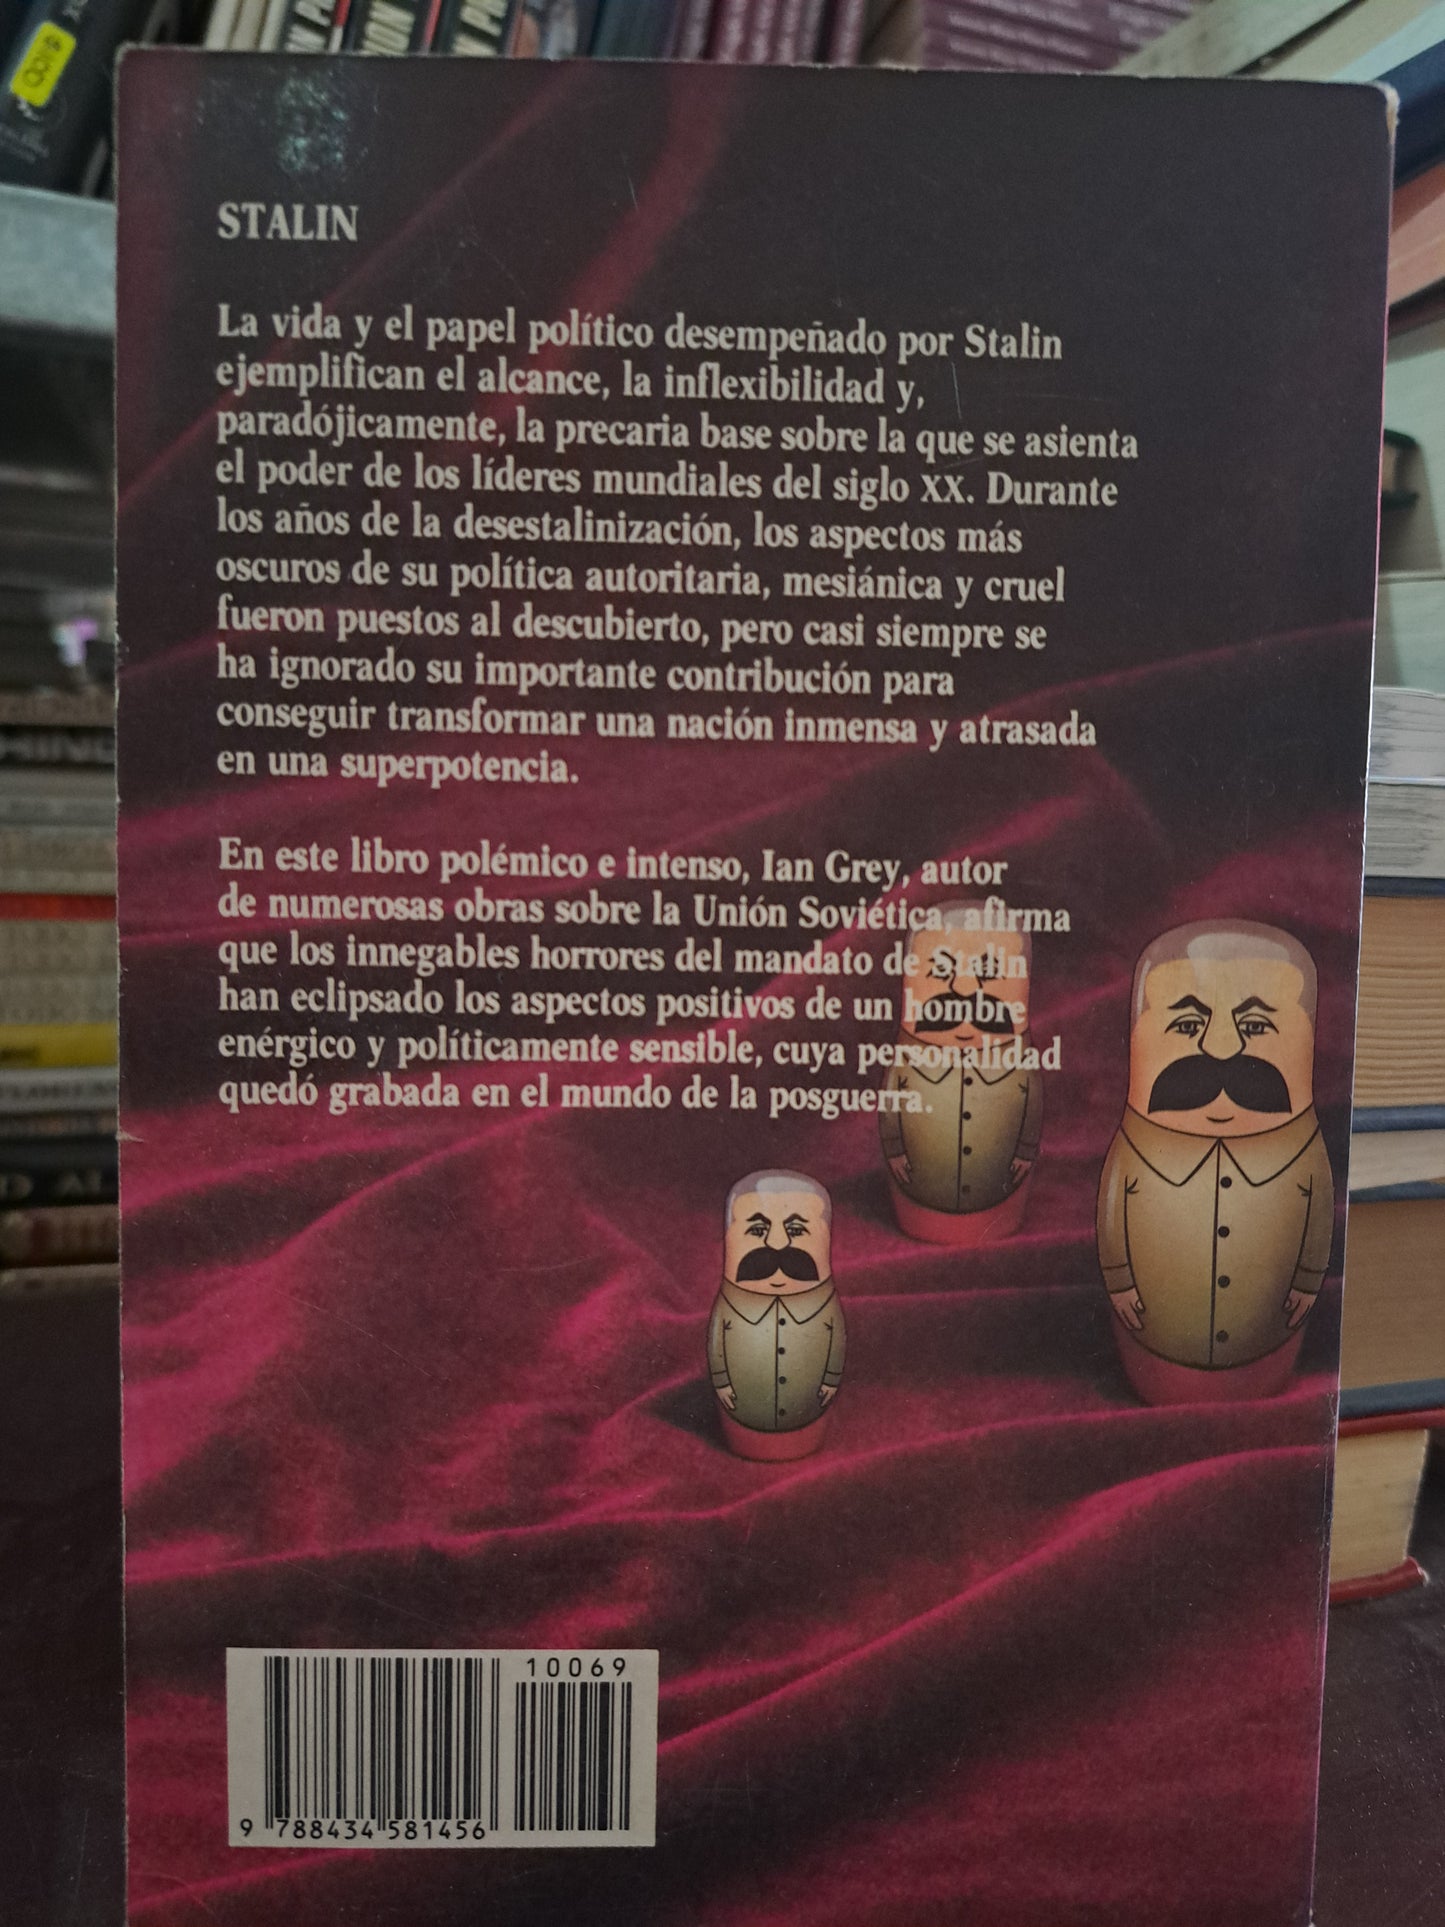 STALIN
La vida y el papel político desempeñado por Stalin
ejemplifican el alcance, la inflexibilidad y,
paradójicamente, la precaria base sobre la que se asienta
el poder de los líderes mundiales del siglo XX. Durante
los años de la desestalinización, los aspectos más
oscuros de su política autoritaria, mesiánica y cruel
fueron puestos al descubierto, pero casi siempre se
ha ignorado su importante contribución para
conseguir transformar una nación inmensa y atrasada
en una superpotencia.
En este libro polémico e intenso, Ian Grey, autor
de numerosas obras sobre la Unión Soviética, afirma
que los innegables horrores del mandato de Stalin
han eclipsado los aspectos positivos de un hombre
enérgico y políticamente sensible, cuya personalidad
quedó grabada en el mundo de la posguerra.
10069
9 788434 581456